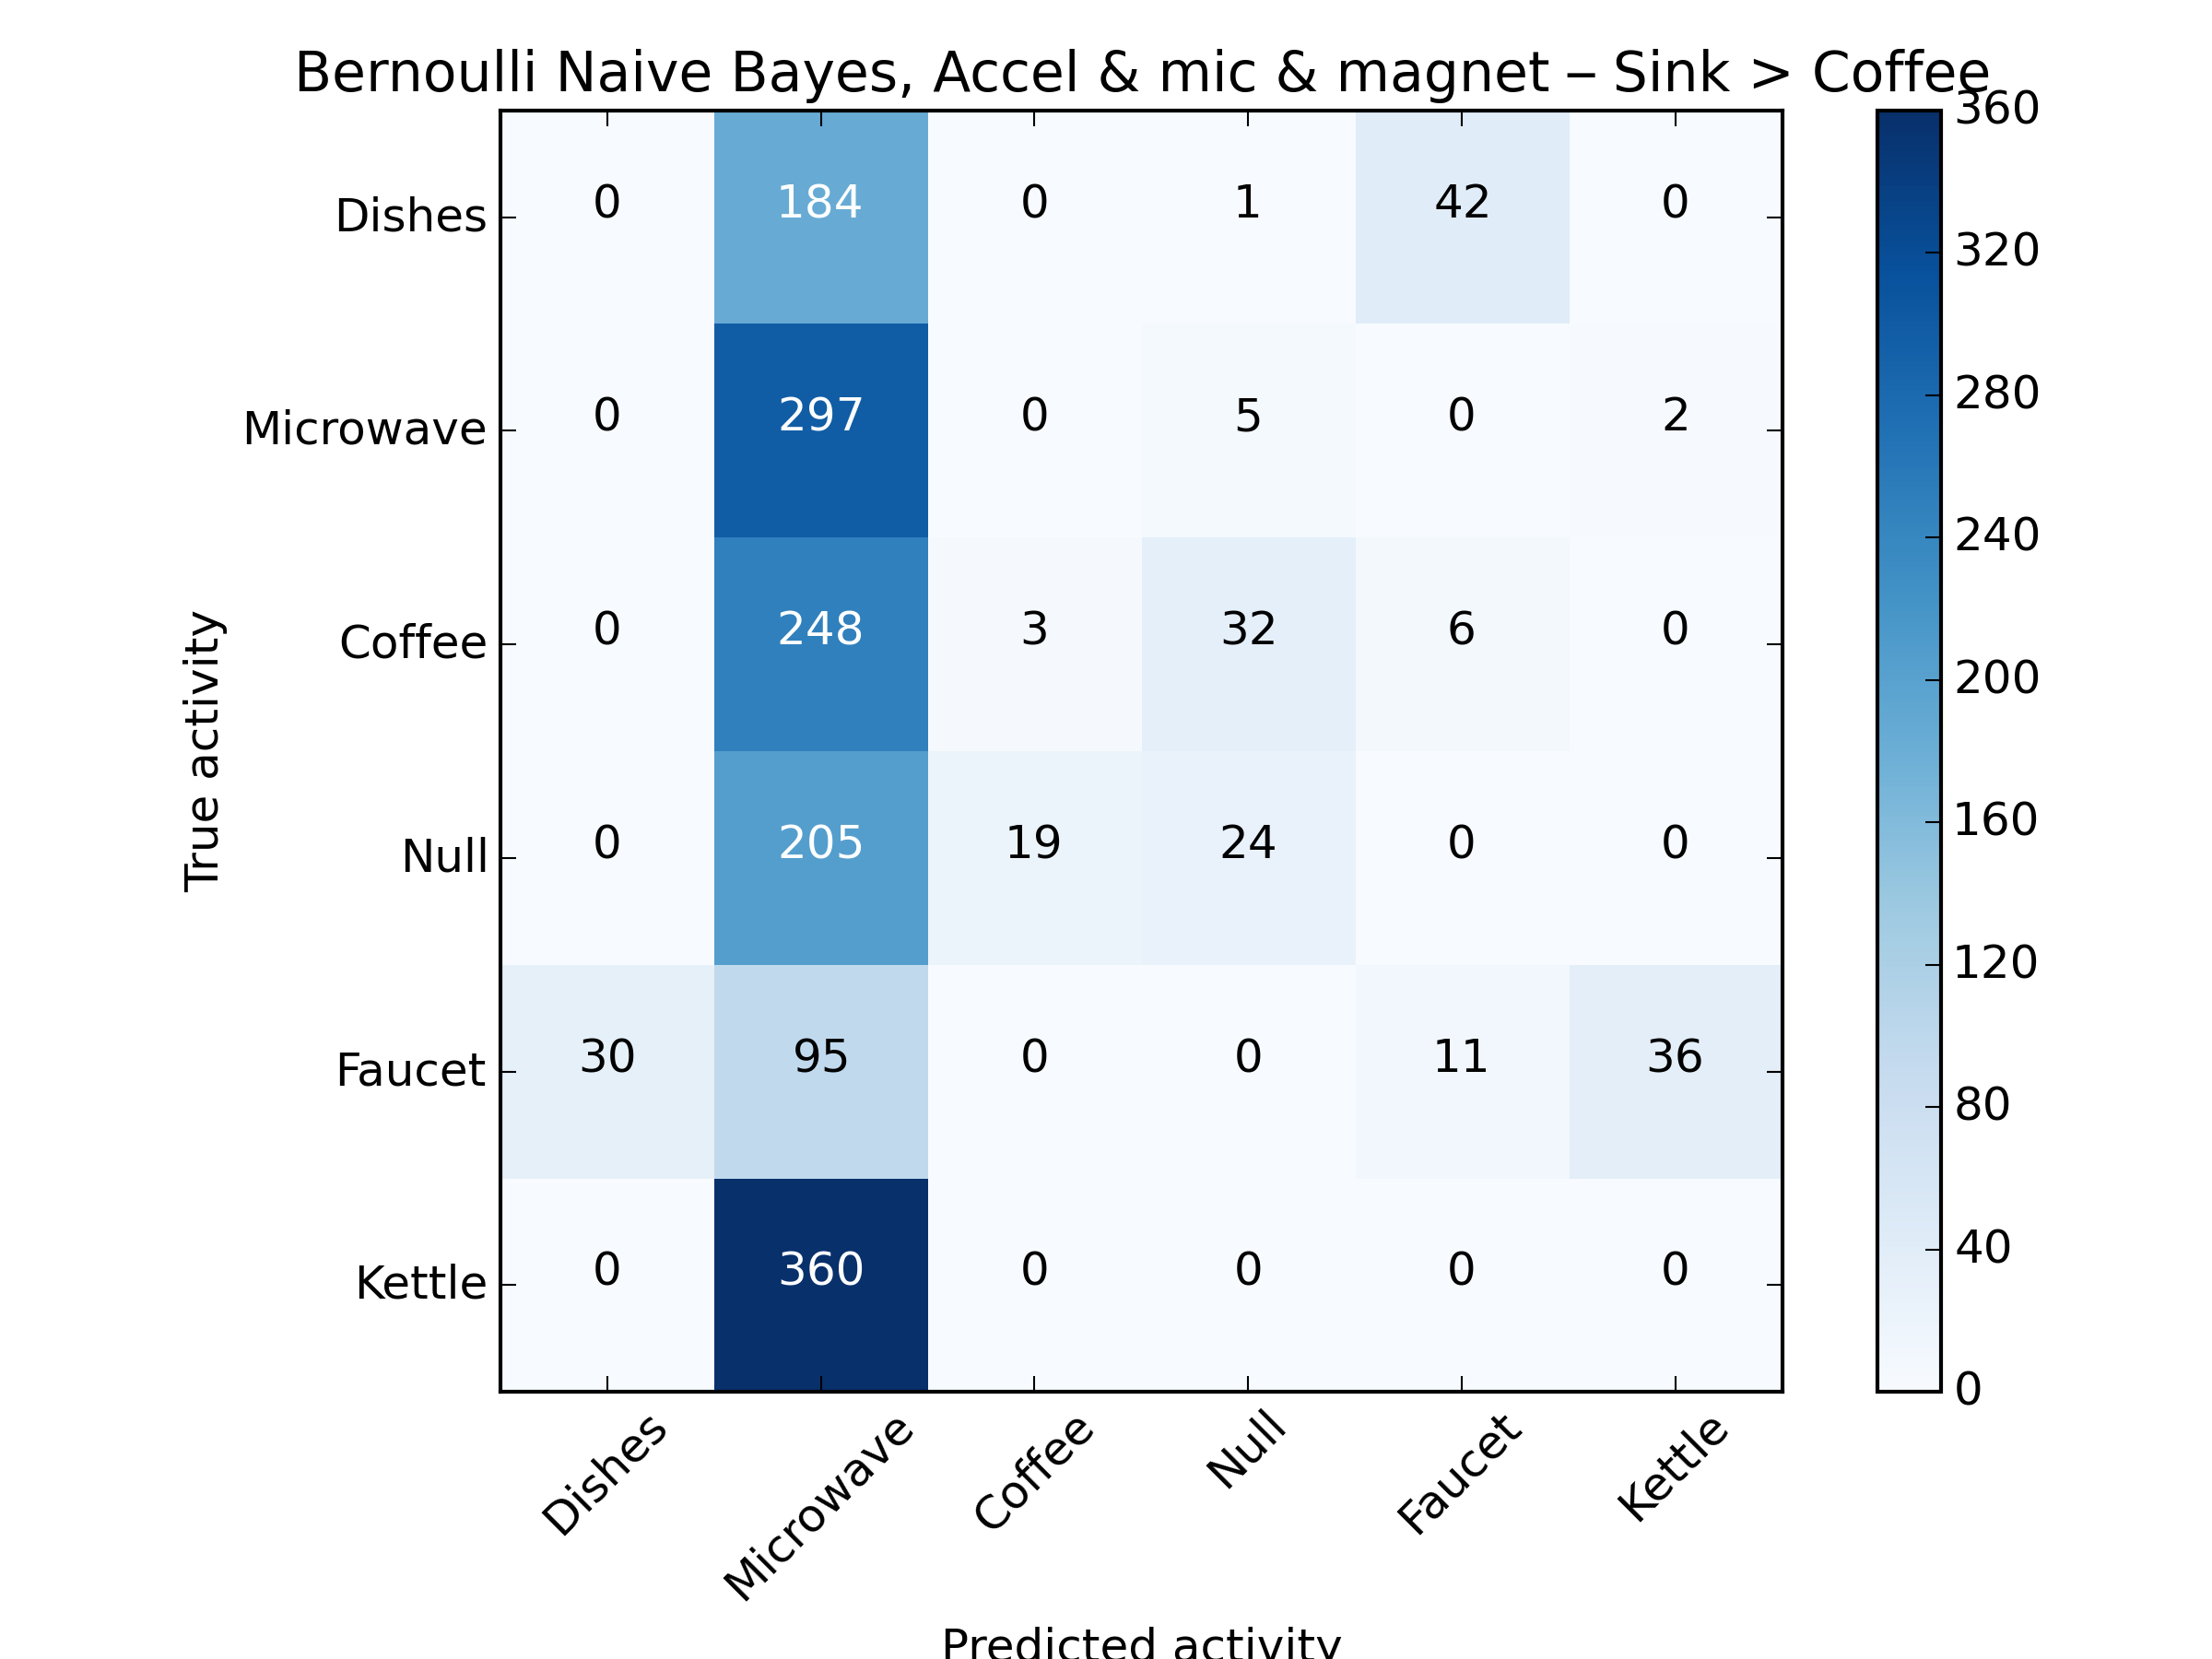 Bernoulli Naive Bayes, Accel & mic & magnet – Sink > Coffee
Dishes 0 184 0 1 42 0
Microwave 0 297 0 5 0 2
Coffee 0 248 3 32 6 0
Null 0 205 19 24 0 0
Faucet 30 95 0 0 11 36
Kettle 0 360 0 0 0 0
True activity
Dishes Microwave Coffee Null Faucet Kettle
Predicted activity
360
320
280
240
200
160
120
80
40
0